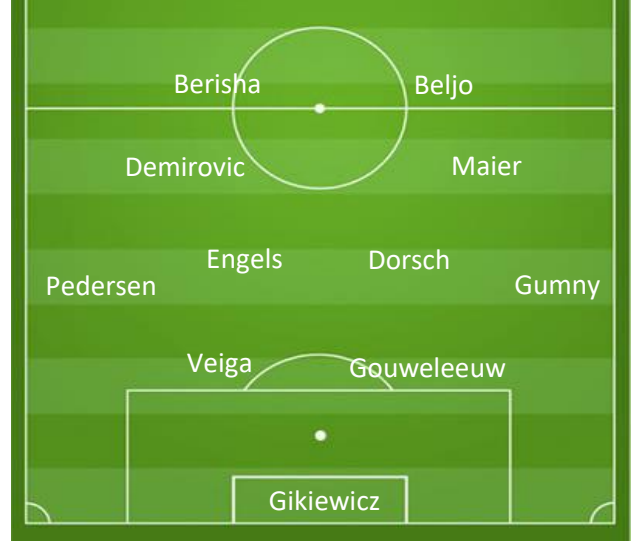 Berisha Beljo
Demirovic Maier
Engels Dorsch
Pedersen Gumny
Veiga Gouweleeuw
Gikiewicz